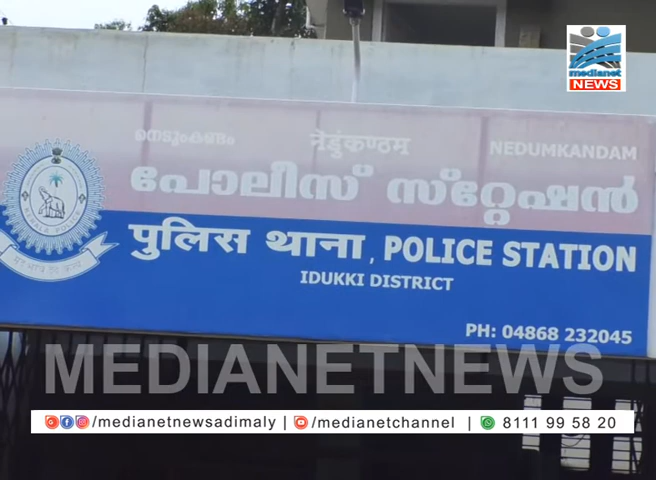 medianet
NEWS
നെടുംകണ്ടം नेडुंकण्ठम NEDUMKANDAM
പോലീസ് സ്റ്റേഷൻ
पुलिस थाना, POLICE STATION
IDUKKI DISTRICT
PH: 04868 232045
MEDIANETNEWS
/medianetnewsadimaly | /medianetchannel | 8111 99 58 20